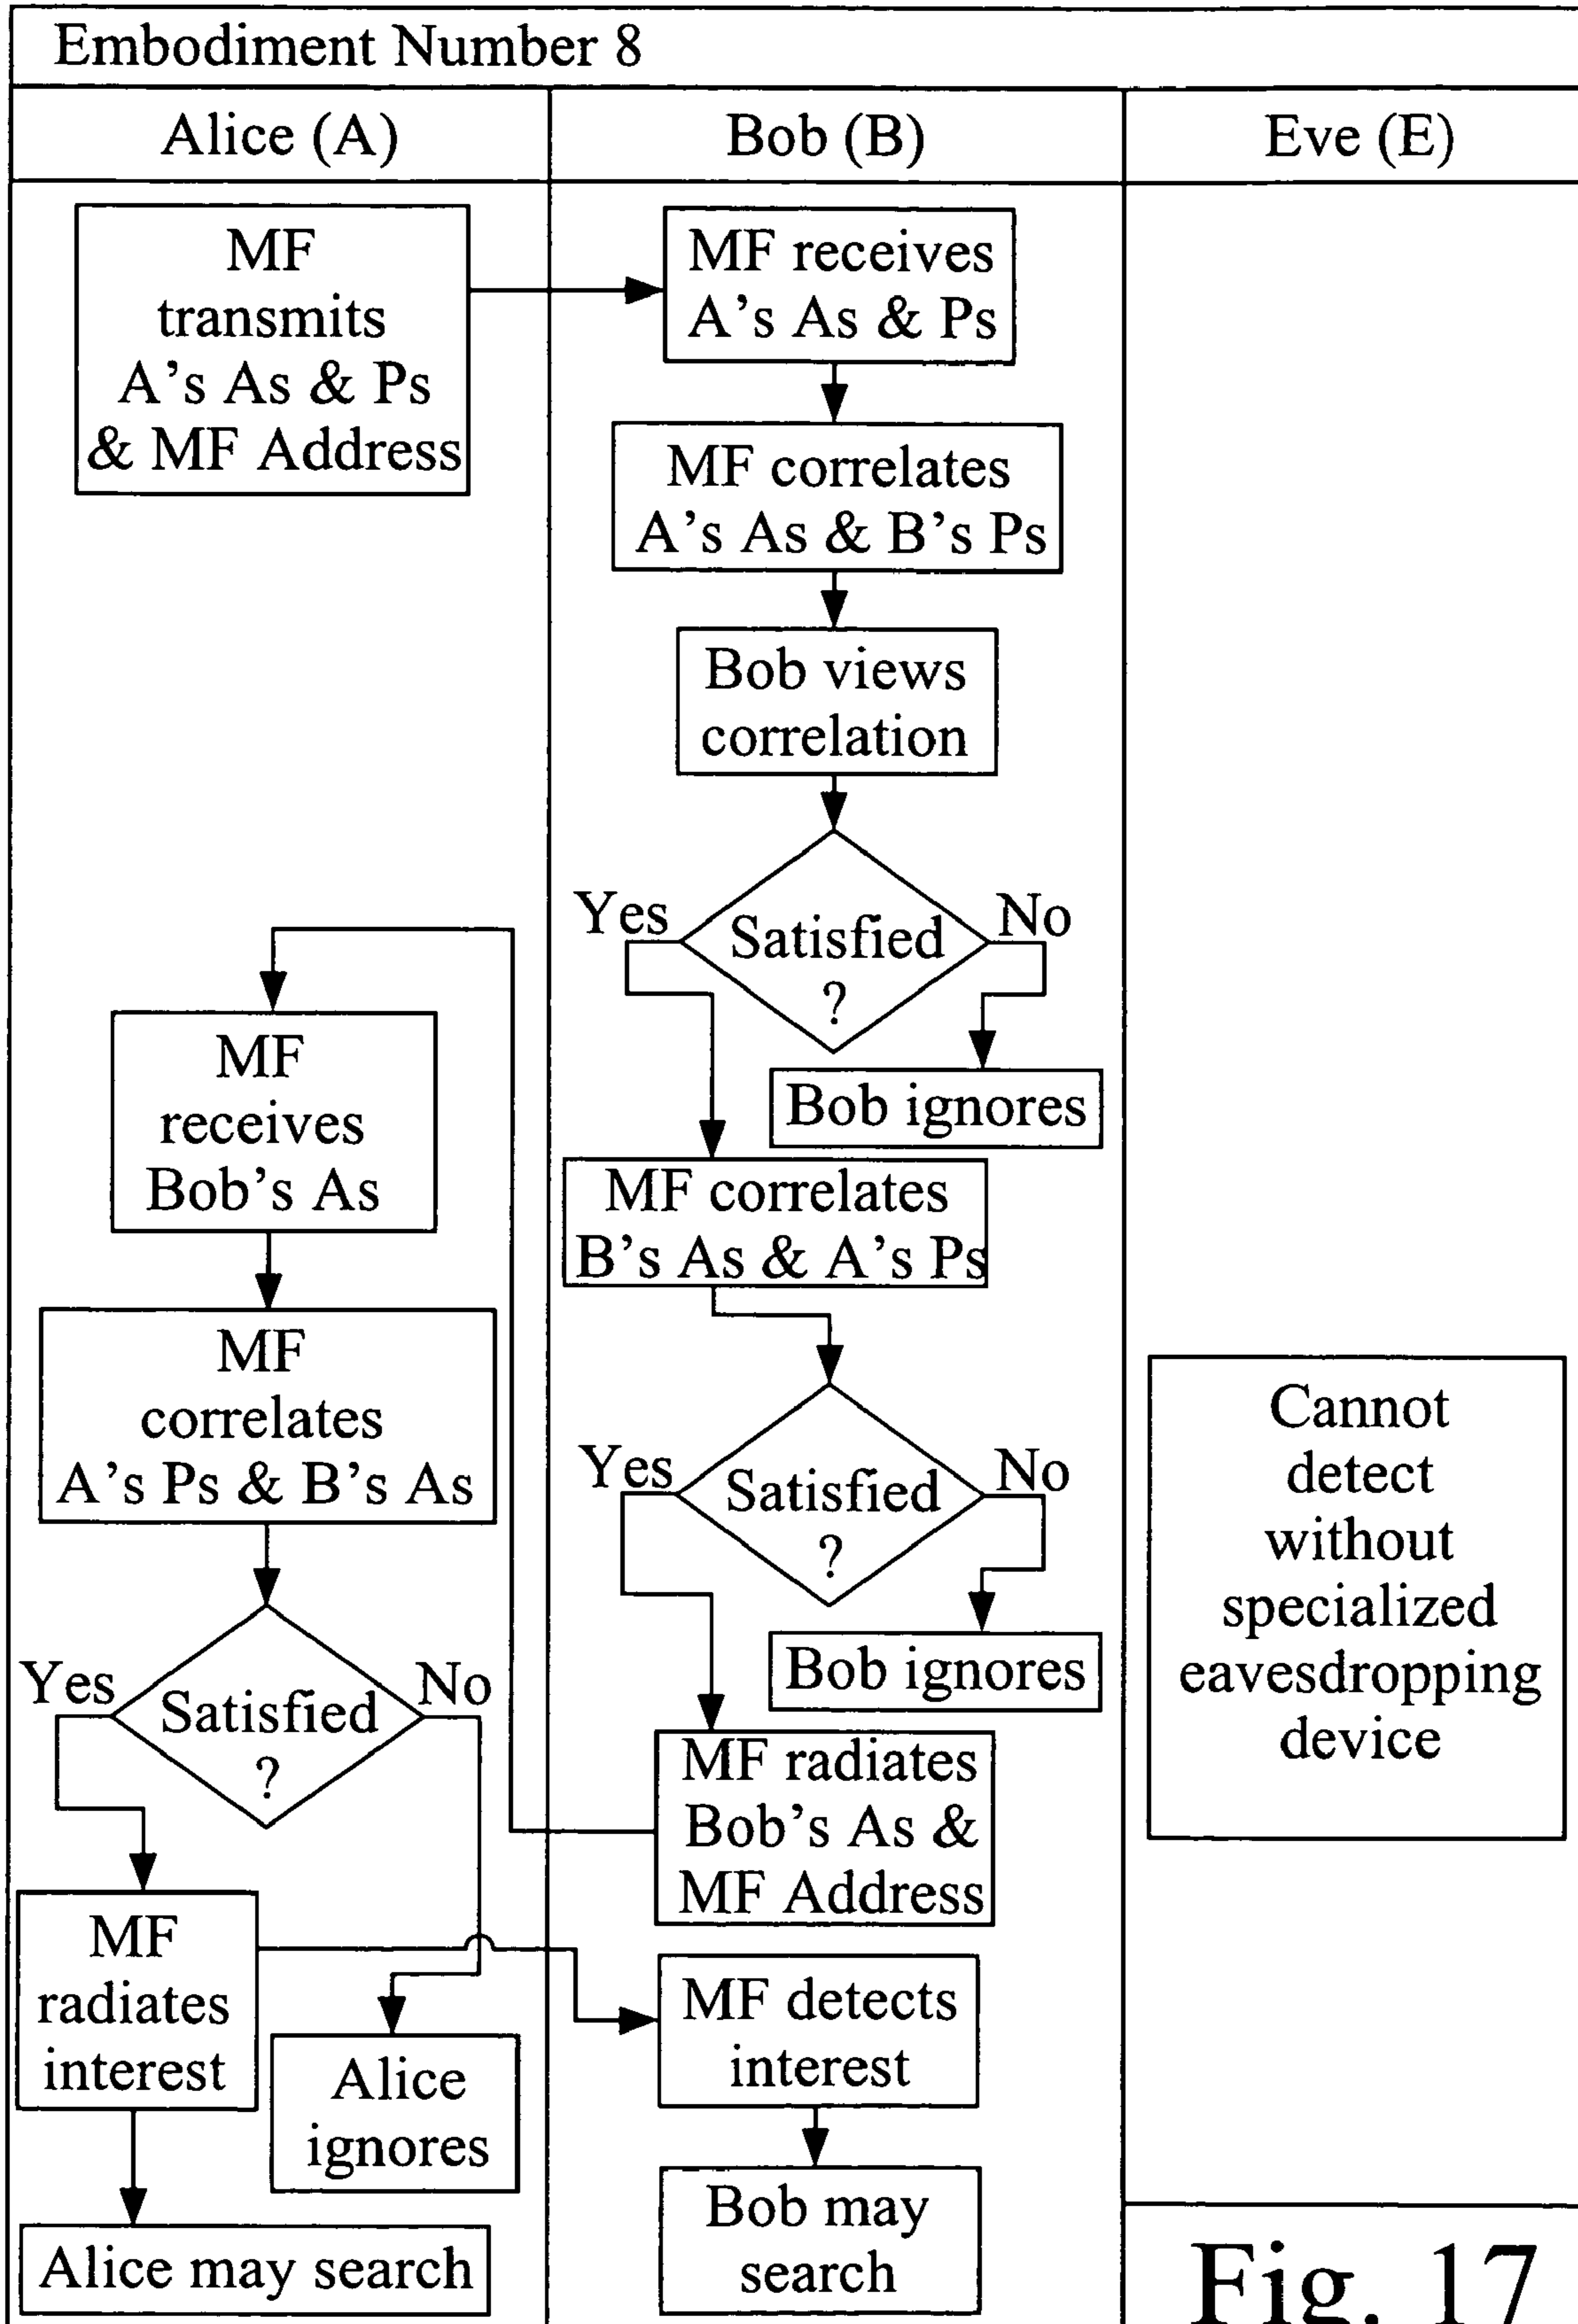 Embodiment Number 8
Alice (A)
Bob (B)
Eve (E)
MF
transmits
A's As & Ps
& MF Address
MF receives
A's As & Ps
MF correlates
A's As & B's Ps
Bob views
correlation
Yes
Satisfied
?
No
Bob ignores
MF correlates
B's As & A's Ps
Yes
Satisfied
?
No
Bob ignores
MF radiates
Bob's As &
MF Address
MF
receives
Bob's As
MF
correlates
A's Ps & B's As
Yes
Satisfied
?
No
MF
radiates
interest
Alice
ignores
Alice may search
MF detects
interest
Bob may
search
Cannot
detect
without
specialized
eavesdropping
device
Fig. 17